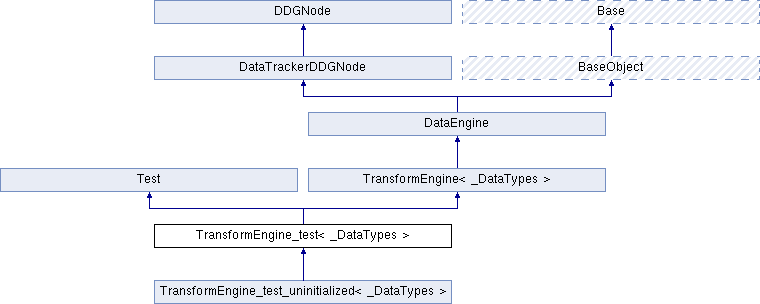 DDGNode
Base
DataTrackerDDGNode
BaseObject
DataEngine
Test
TransformEngine< _DataTypes >
TransformEngine_test< _DataTypes >
TransformEngine_test_uninitialized< _DataTypes >